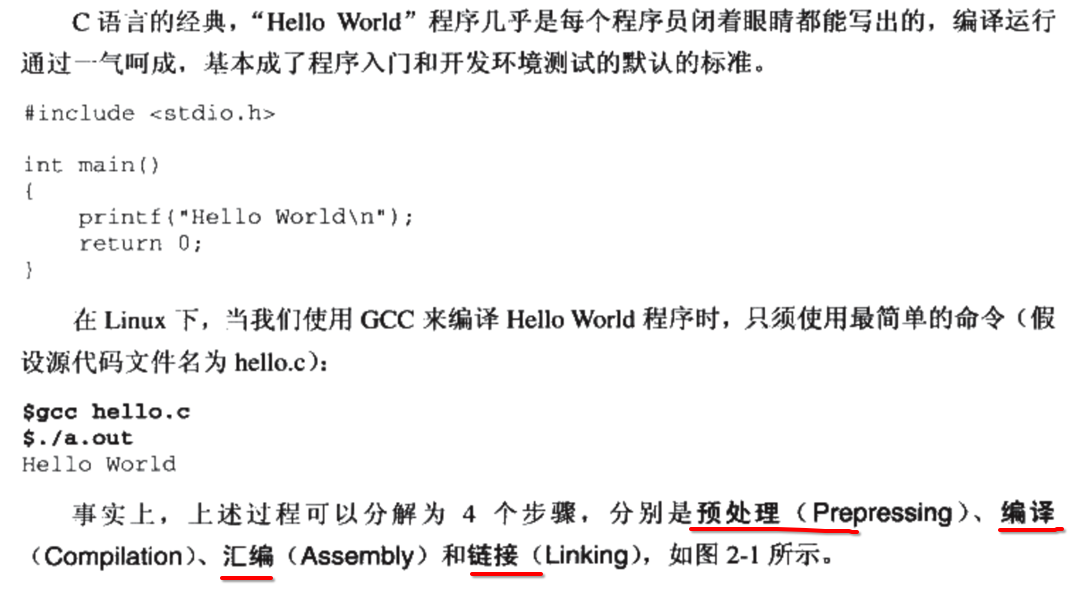 C 语言的经典，“Hello World” 程序几乎是每个程序员闭着眼睛都能写出的，编译运行
通过一气呵成，基本成了程序入门和开发环境测试的默认的标准。
#include <stdio.h>
int main()
{
    printf("Hello World\n");
    return 0;
}
在 Linux 下，当我们使用 GCC 来编译 Hello World 程序时，只须使用最简单的命令（假
设源代码文件名为 hello.c）：
$gcc hello.c
$./a.out
Hello World
事实上，上述过程可以分解为 4 个步骤，分别是预处理（Prepressing）、编译
（Compilation）、汇编（Assembly）和链接（Linking），如图 2-1 所示。